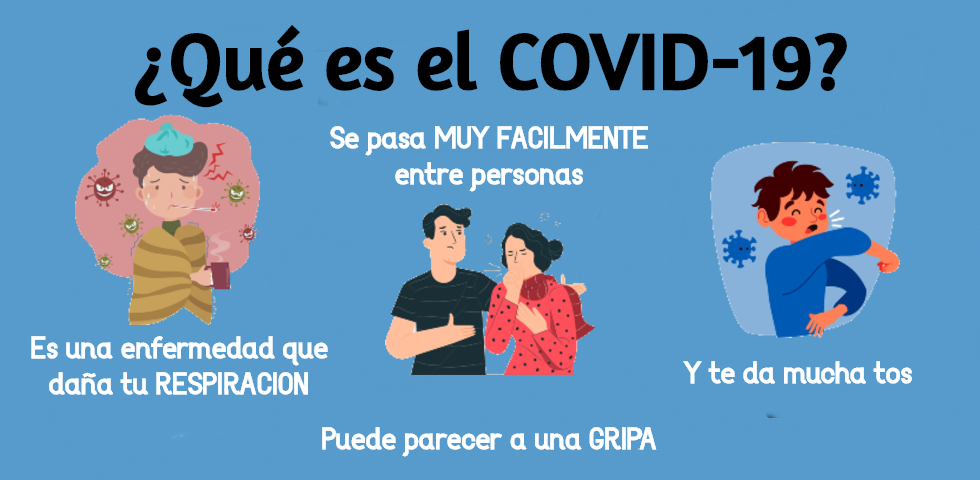 ¿Qué es el COVID-19?
Se pasa MUY FACILMENTE
entre personas
Es una enfermedad que
daña tu RESPIRACION
Y te da mucha tos
Puede parecer a una GRIPA